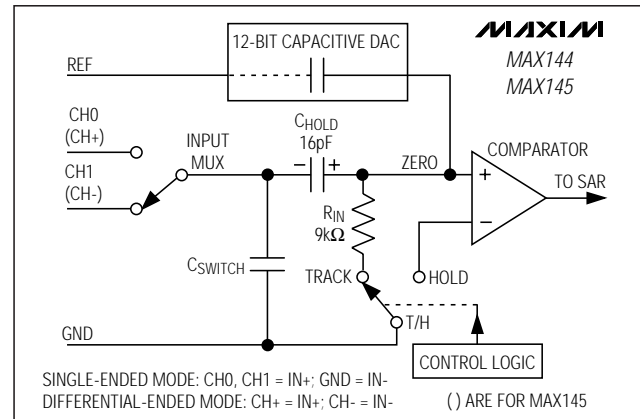 12-BIT CAPACITIVE DAC
MAXIM
MAX144
MAX145
REF
CH0
(CH+)
CH1
(CH-)
INPUT
MUX
CHOLD
16pF
− +
ZERO
COMPARATOR
+
−
TO SAR
RIN
9kΩ
CSWITCH
TRACK
HOLD
T/H
GND
CONTROL LOGIC
SINGLE-ENDED MODE: CH0, CH1 = IN+; GND = IN-
DIFFERENTIAL-ENDED MODE: CH+ = IN+; CH- = IN-
( ) ARE FOR MAX145